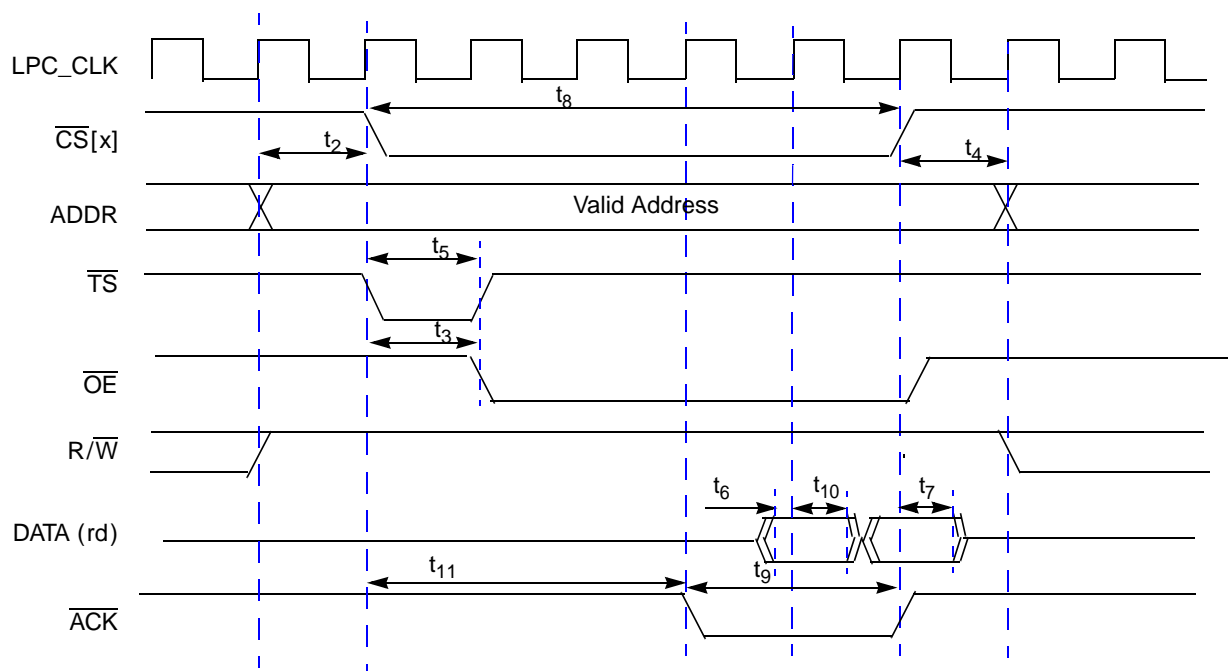 LPC_CLK
t8
CS[x]
t2
t4
ADDR
Valid Address
t5
TS
t3
OE
R/W
t6
t10
t7
DATA (rd)
t11
t9
ACK